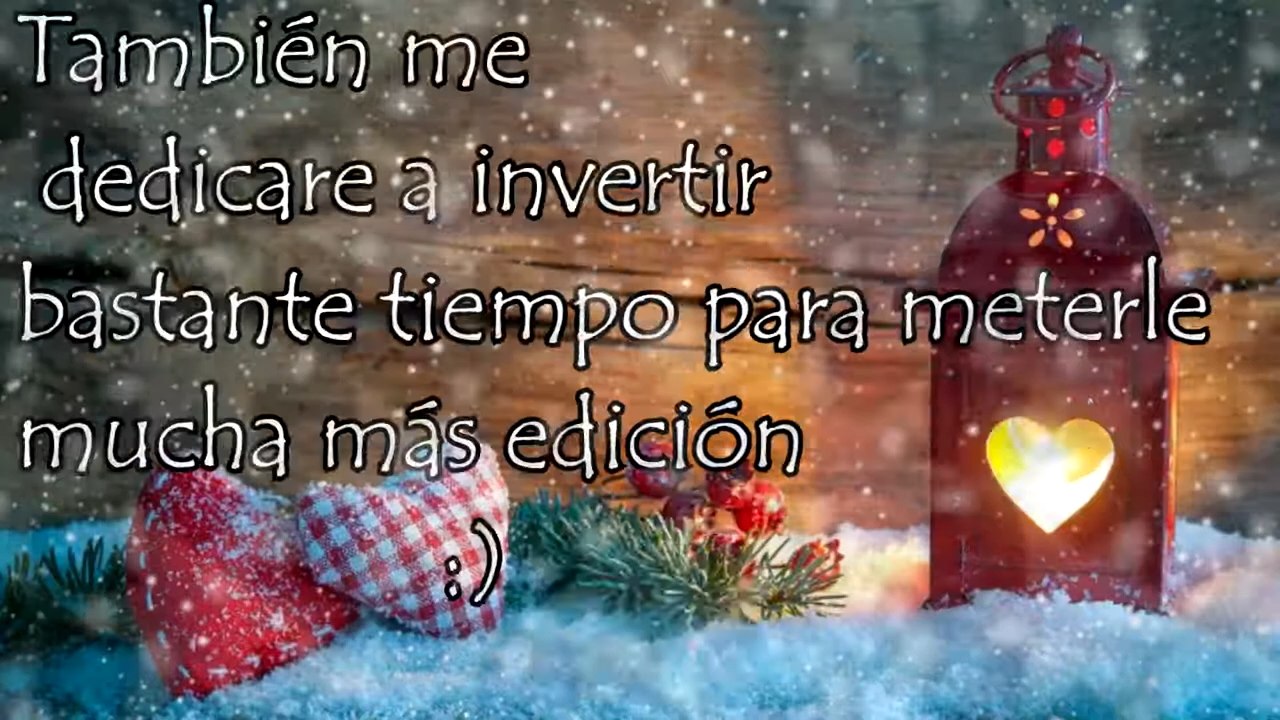 También me
dedicare a invertir
bastante tiempo para meterle
mucha más edición
:)